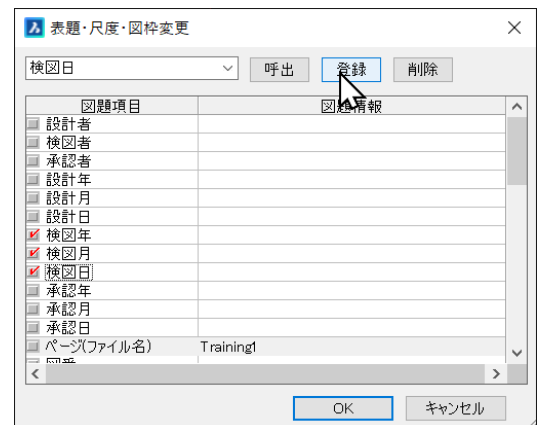 表題・尺度・図枠変更
検図日 呼出 登録 削除
図題項目 図題情報
設計者
検図者
承認者
設計年
設計月
設計日
検図年
検図月
検図日
承認年
承認月
承認日
ページ(ファイル名) Training1
OK キャンセル